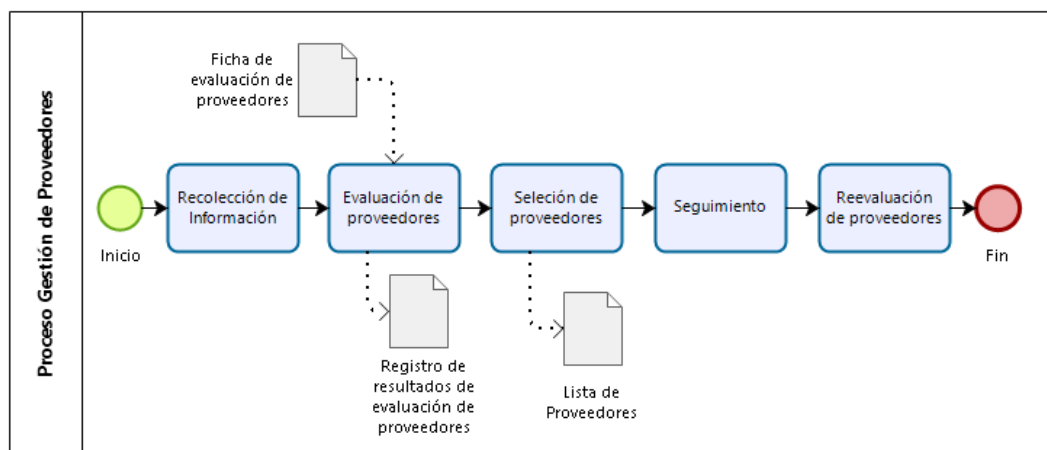 Proceso Gestión de Proveedores
Ficha de
evaluación de
proveedores
Inicio
Recolección de
Información
Evaluación de
proveedores
Seleción de
proveedores
Seguimiento
Reevaluación
de proveedores
Fin
Registro de
resultados de
evaluación de
proveedores
Lista de
Proveedores